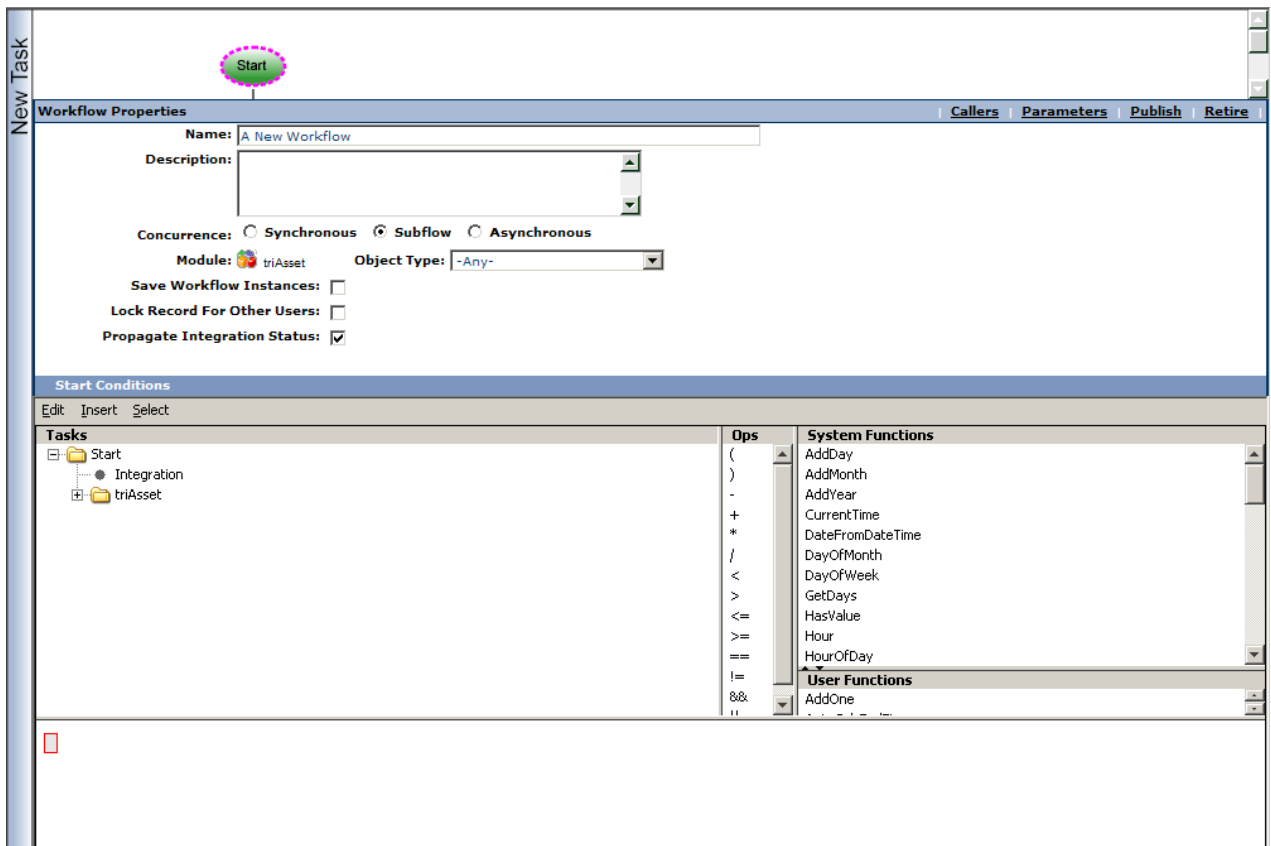 New Task
Start
Workflow Properties
Callers
Parameters
Publish
Retire
Name: A New Workflow
Description:
Concurrence: Synchronous Subflow Asynchronous
Module: triAsset Object Type: -Any-
Save Workflow Instances:
Lock Record For Other Users:
Propagate Integration Status:
Start Conditions
Edit Insert Select
Tasks
Start
Integration
triAsset
Ops
(
)
-
+
*
/
<
>
<=
>=
==
!=
&&
System Functions
AddDay
AddMonth
AddYear
CurrentTime
DateFromDateTime
DayOfMonth
DayOfWeek
GetDays
HasValue
Hour
HourOfDay
User Functions
AddOne